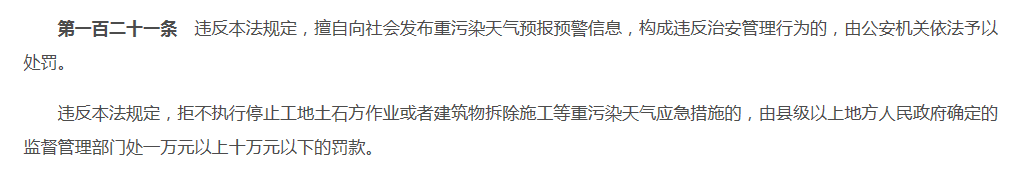 第一百二十一条　违反本法规定，擅自向社会发布重污染天气预报预警信息，构成违反治安管理行为的，由公安机关依法予以
处罚。
违反本法规定，拒不执行停止工地土石方作业或者建筑物拆除施工等重污染天气应急措施的，由县级以上地方人民政府确定的
监督管理部门处一万元以上十万元以下的罚款。